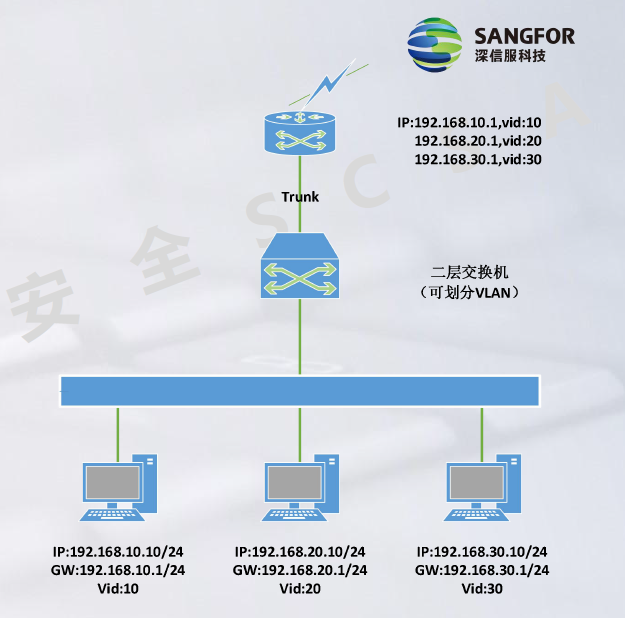 SANGFOR
深信服科技
IP:192.168.10.1,vid:10
192.168.20.1,vid:20
192.168.30.1,vid:30
Trunk
二层交换机
（可划分VLAN）
安全SCSA
IP:192.168.10.10/24
GW:192.168.10.1/24
Vid:10
IP:192.168.20.10/24
GW:192.168.20.1/24
Vid:20
IP:192.168.30.10/24
GW:192.168.30.1/24
Vid:30